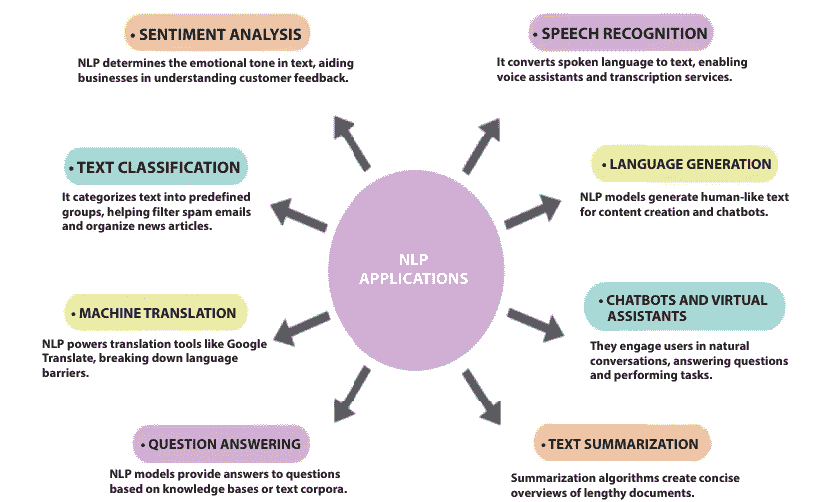 • SENTIMENT ANALYSIS
NLP determines the emotional tone in text, aiding
businesses in understanding customer feedback.
• SPEECH RECOGNITION
It converts spoken language to text, enabling
voice assistants and transcription services.
• TEXT CLASSIFICATION
It categorizes text into predefined
groups, helping filter spam emails
and organize news articles.
• LANGUAGE GENERATION
NLP models generate human-like text
for content creation and chatbots.
NLP
APPLICATIONS
• MACHINE TRANSLATION
NLP powers translation tools like Google
Translate, breaking down language
barriers.
• CHATBOTS AND VIRTUAL
ASSISTANTS
They engage users in natural
conversations, answering questions
and performing tasks.
• QUESTION ANSWERING
NLP models provide answers to questions
based on knowledge bases or text corpora.
• TEXT SUMMARIZATION
Summarization algorithms create concise
overviews of lengthy documents.